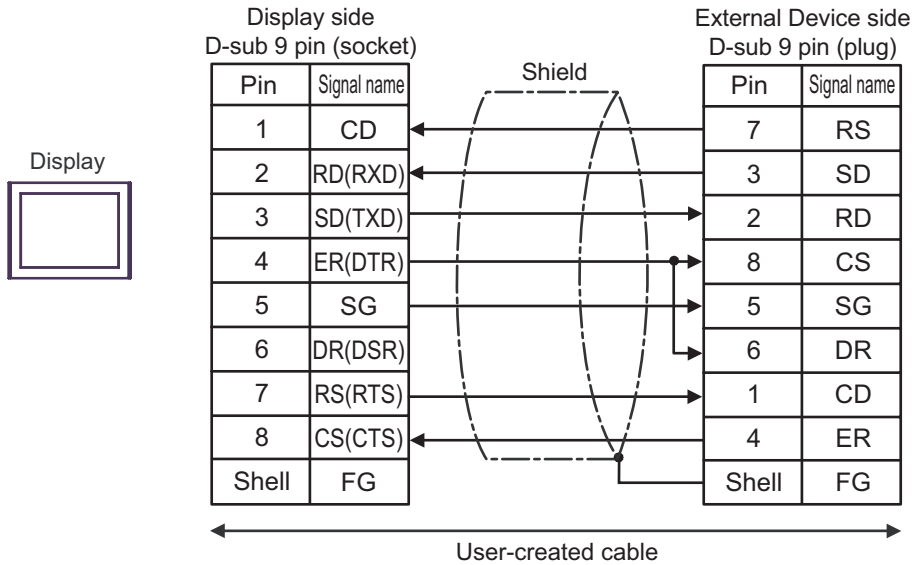 Display side
D-sub 9 pin (socket)
External Device side
D-sub 9 pin (plug)
Shield
Display
Pin Signal name Pin Signal name
1 CD 7 RS
2 RD(RXD) 3 SD
3 SD(TXD) 2 RD
4 ER(DTR) 8 CS
5 SG 5 SG
6 DR(DSR) 6 DR
7 RS(RTS) 1 CD
8 CS(CTS) 4 ER
Shell FG Shell FG
User-created cable